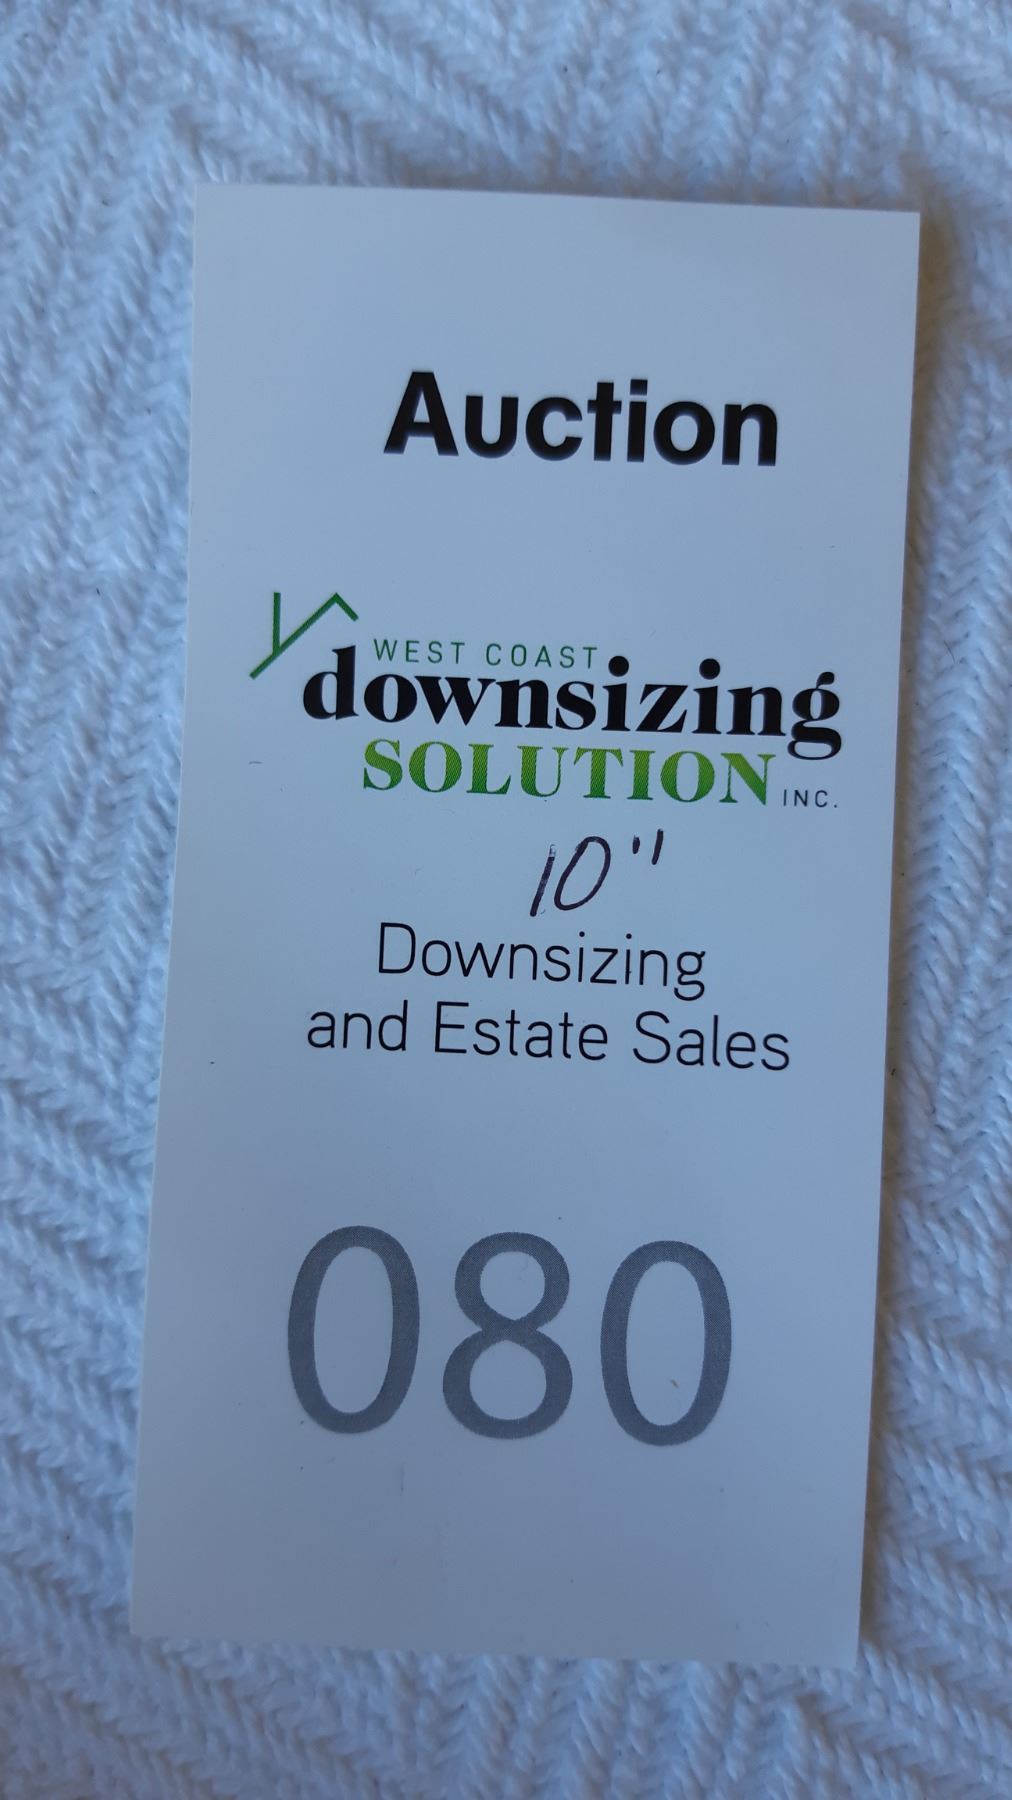 Auction
WEST COAST
downsizing
SOLUTION INC.
10"
Downsizing
and Estate Sales
080